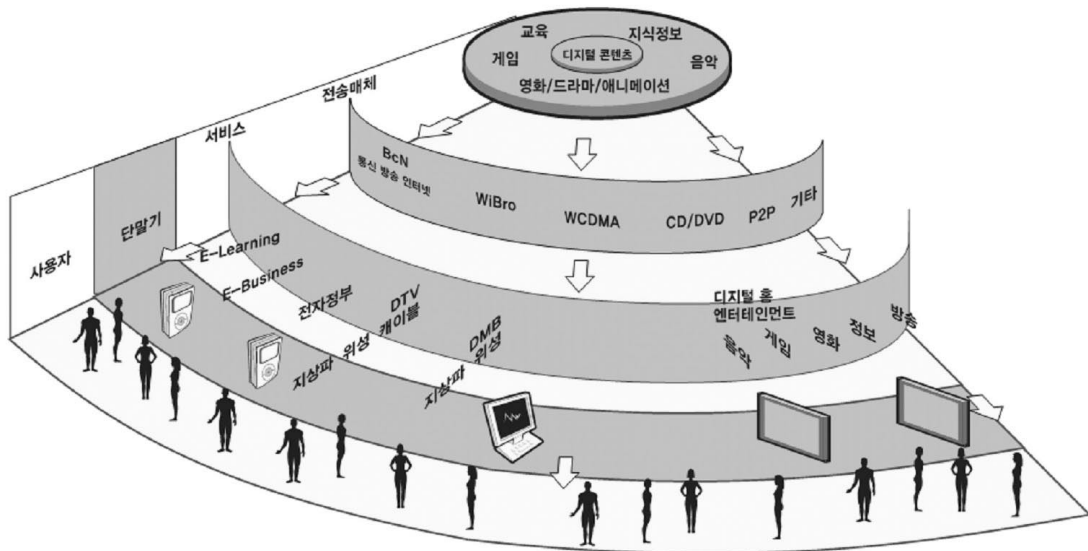 교육
지식정보
게임
디지털 콘텐츠
음악
영화/드라마/애니메이션
전송매체
서비스
단말기
사용자
BcN
통신 방송 인터넷
WiBro
WCDMA
CD/DVD
P2P
기타
E-Learning
E-Business
전자정부
DTV
캐이블
위성
지상파
DMB
위성
지상파
디지털 홈
엔터테인먼트
음악
게임
영화
정보
방송